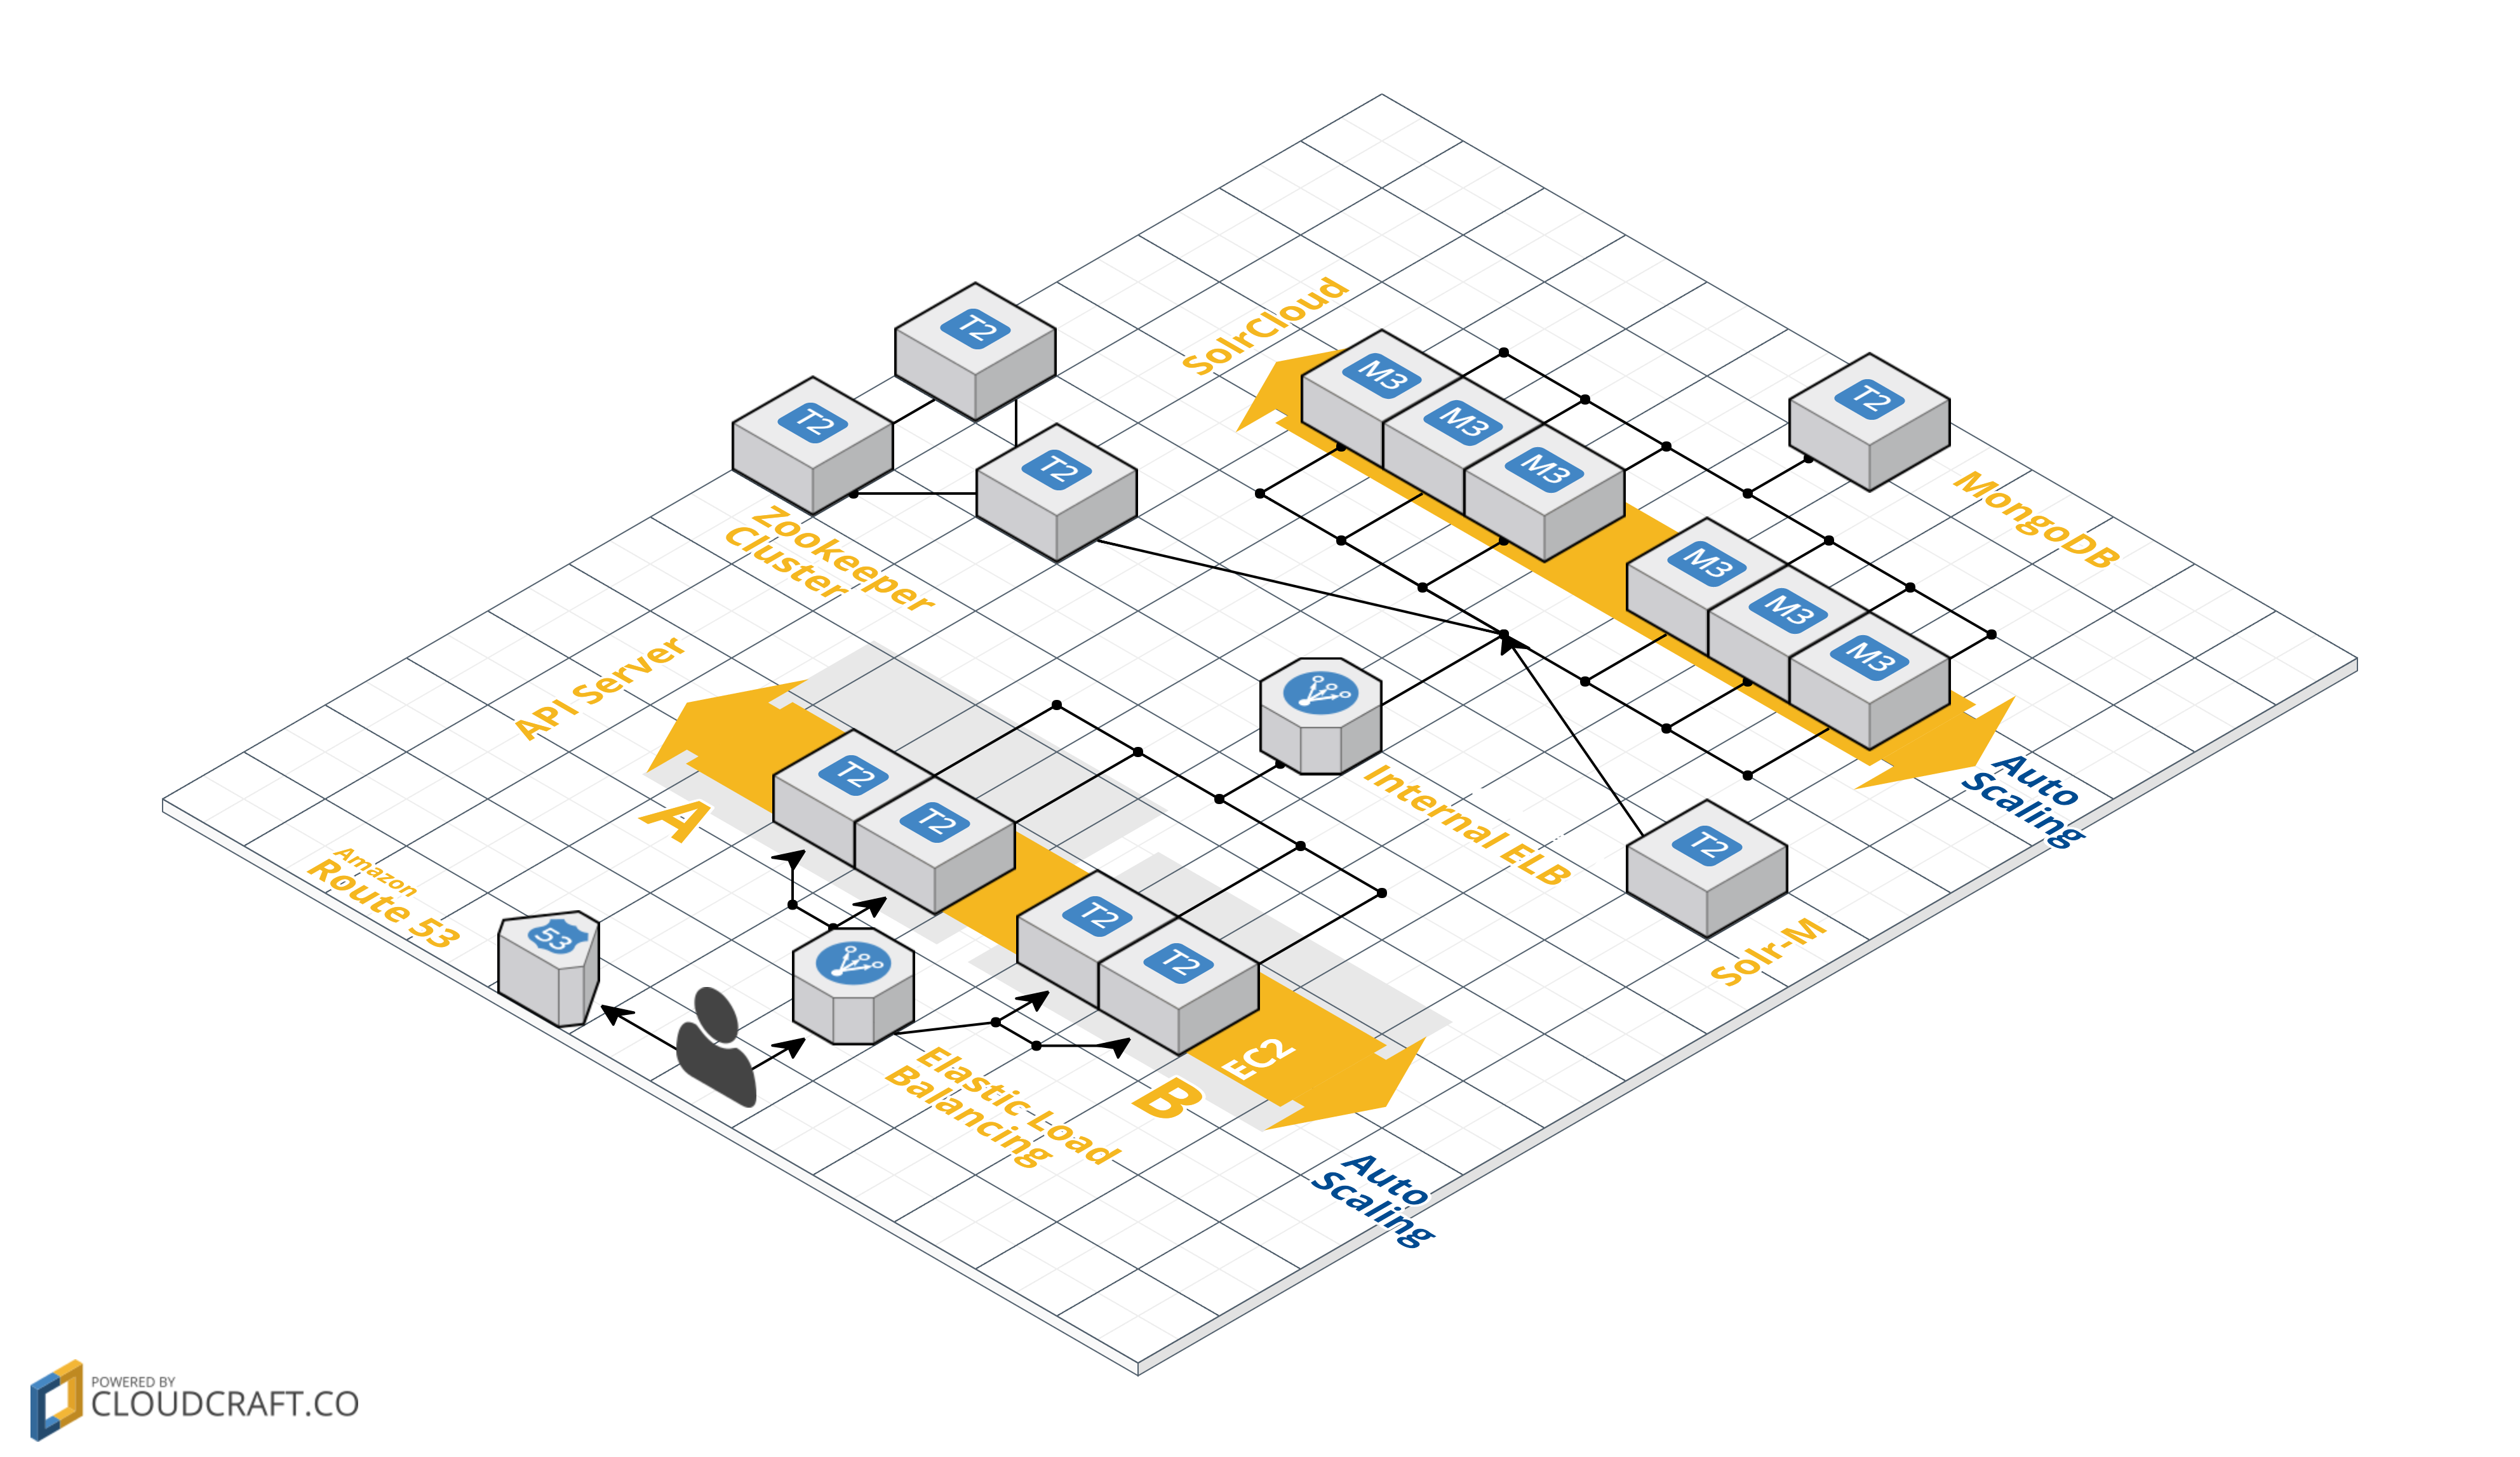 T2
T2
T2
Zookeeper
Cluster
SolrCloud
M3
M3
M3
M3
M3
M3
T2
MongoDB
Auto
Scaling
API Server
A
T2
T2
T2
T2
B
EC2
Auto
Scaling
Internal ELB
T2
Solr-M
Amazon
Route 53
53
Elastic Load
Balancing
POWERED BY
CLOUDCRAFT.CO